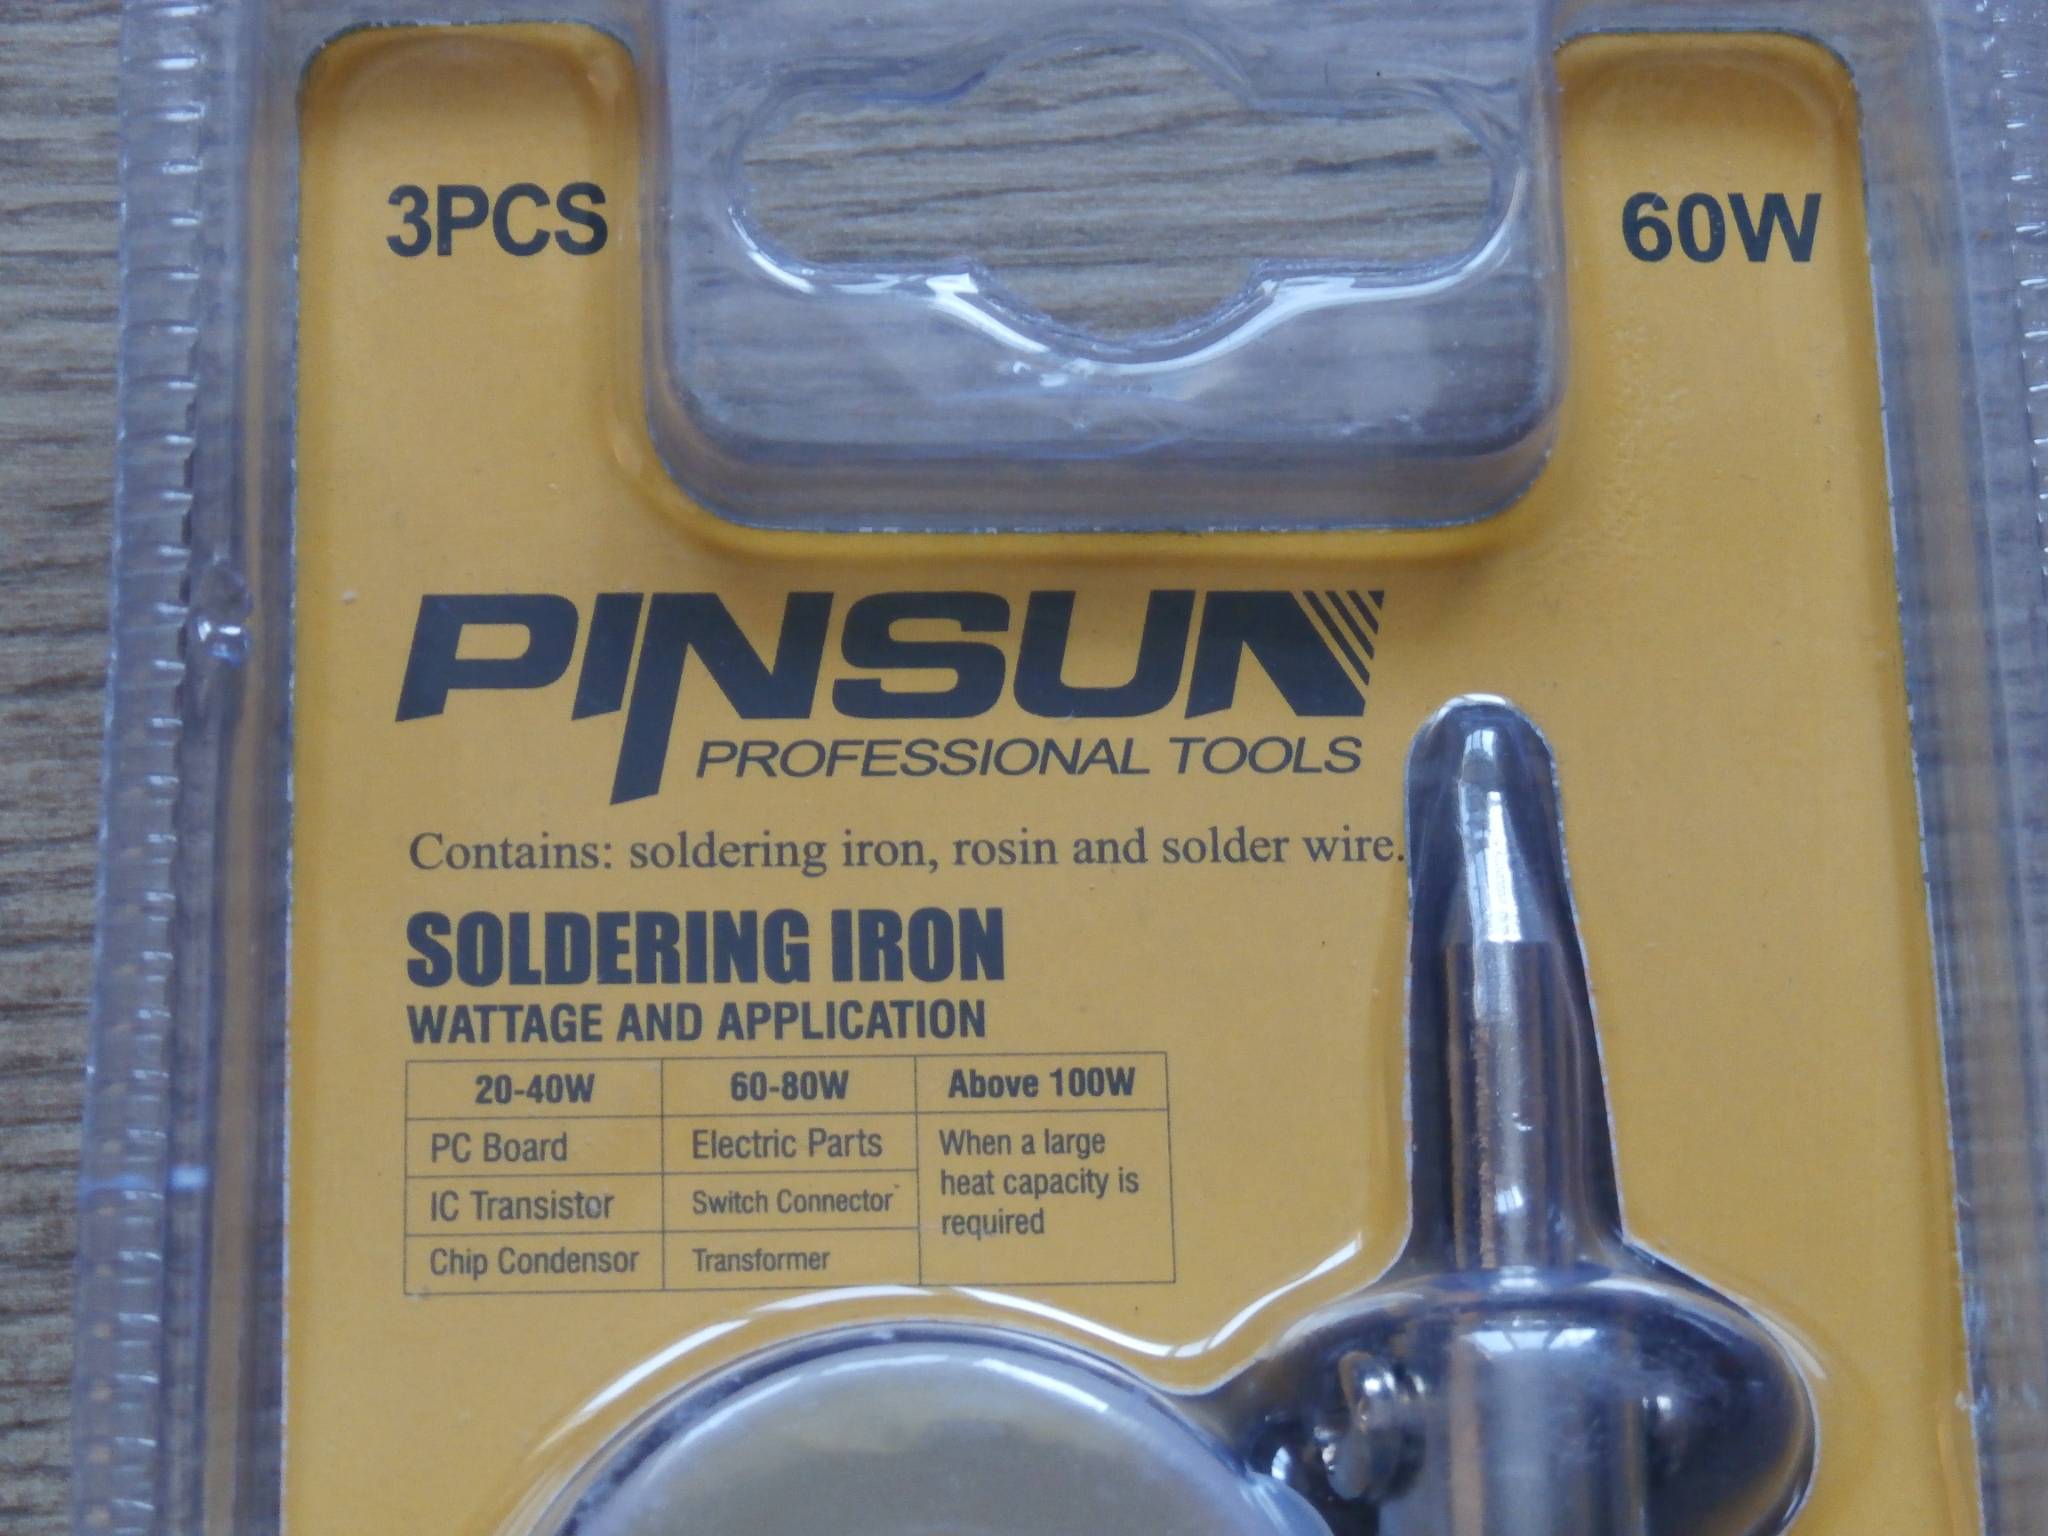 3PCS
60W
PINSUN
PROFESSIONAL TOOLS
Contains: soldering iron, rosin and solder wire.
SOLDERING IRON
WATTAGE AND APPLICATION
20-40W 60-80W Above 100W
PC Board Electric Parts When a large
heat capacity is
IC Transistor Switch Connector required
Chip Condensor Transformer